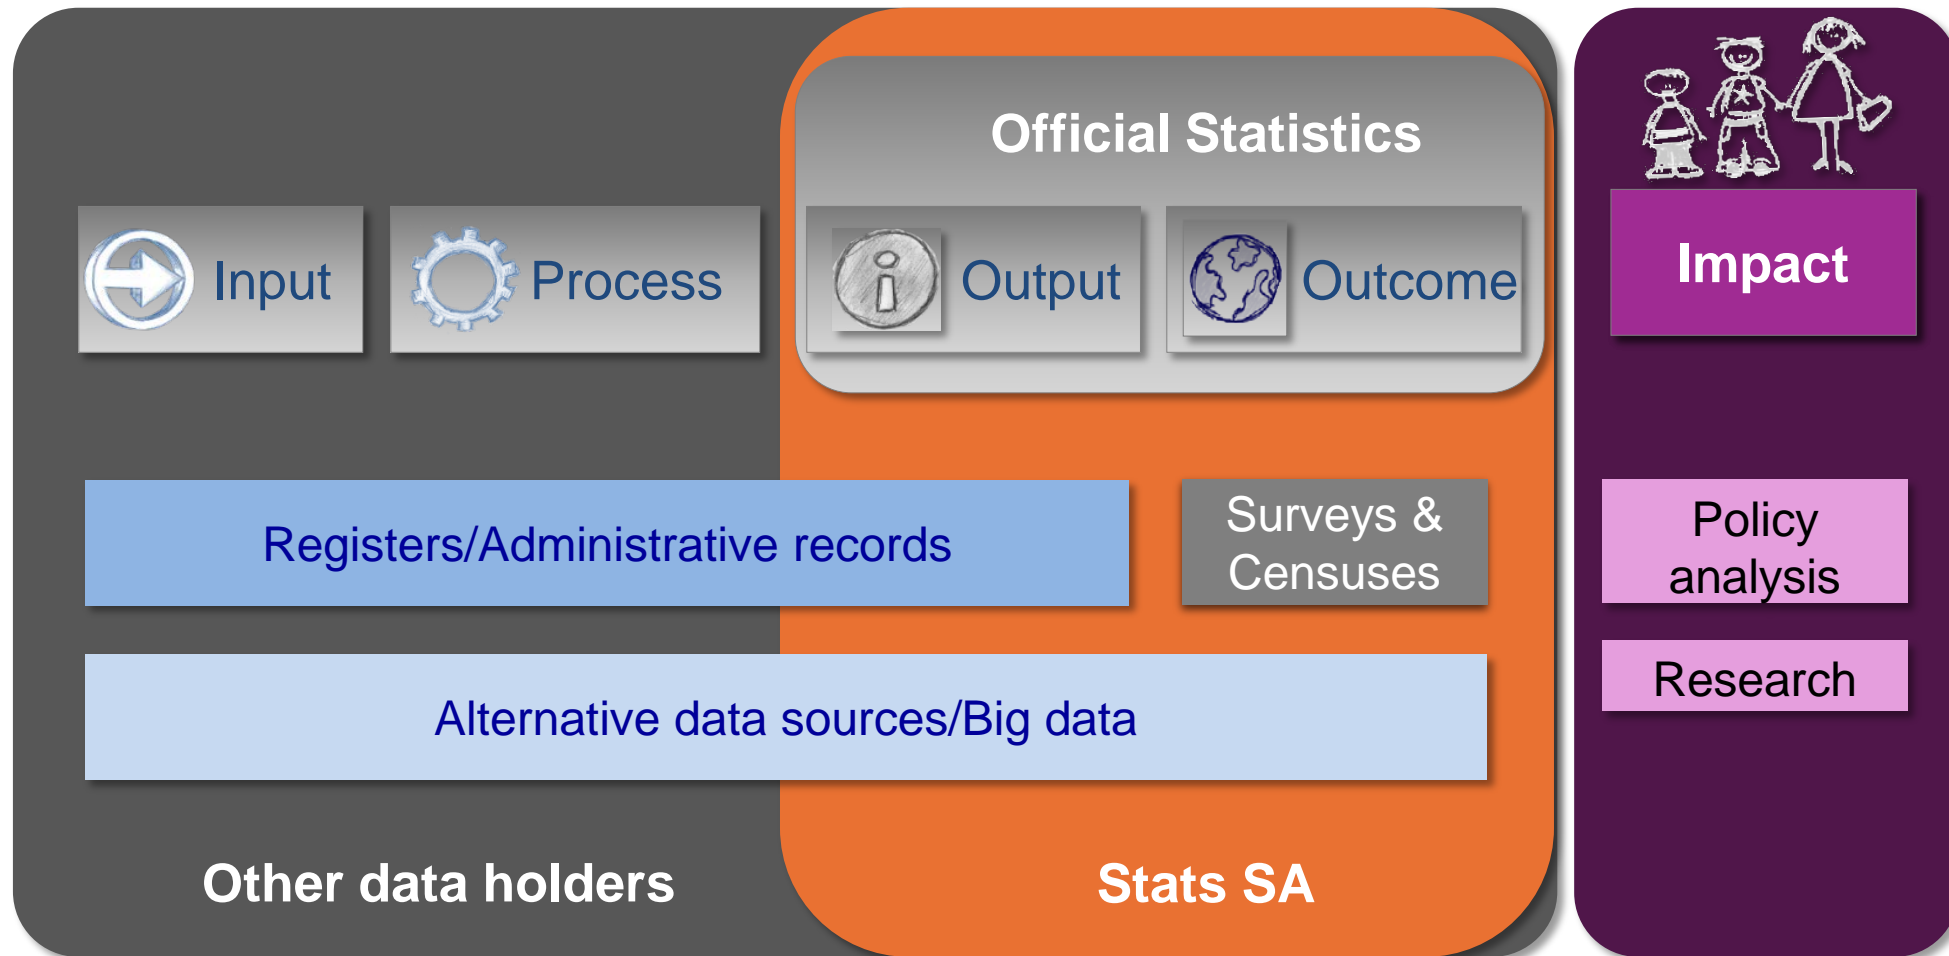 Official Statistics
Input
Process
Output
Outcome
Impact
Registers/Administrative records
Surveys &
Censuses
Policy
analysis
Alternative data sources/Big data
Research
Other data holders
Stats SA